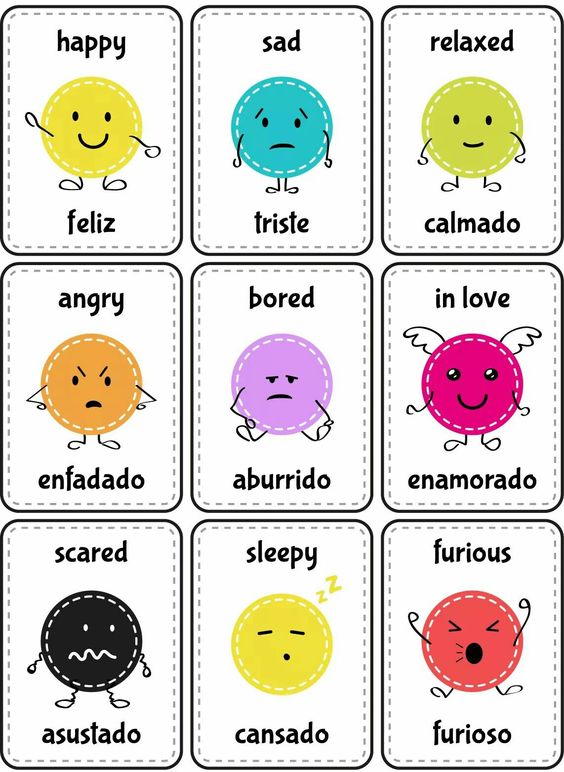 happy
feliz
sad
triste
relaxed
calmado
angry
enfadado
bored
aburrido
in love
enamorado
scared
asustado
sleepy
zZ
cansado
furious
furioso